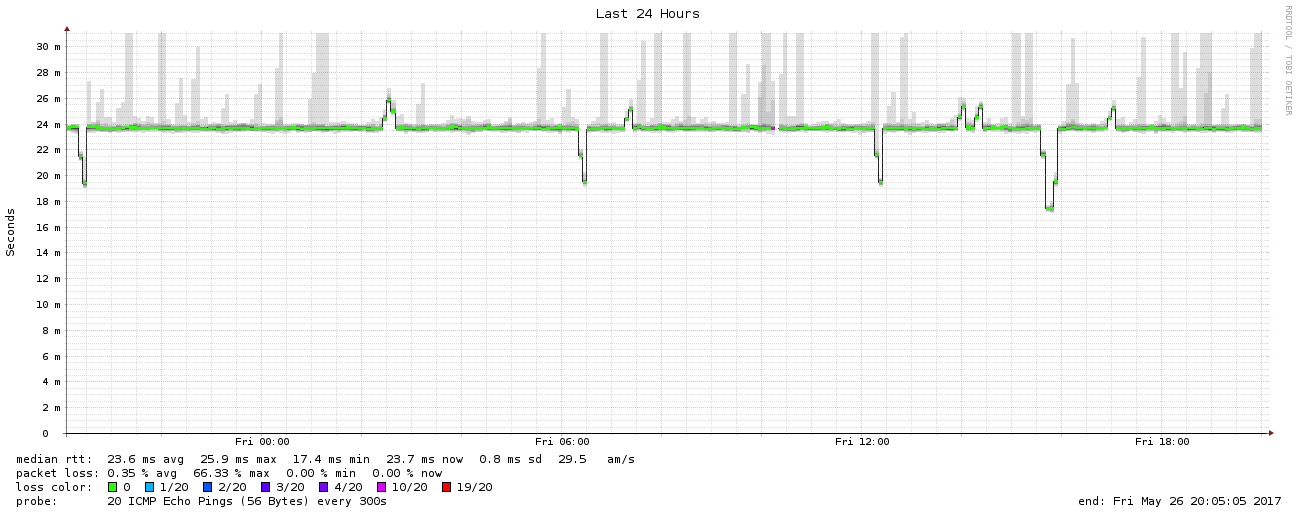 Last 24 Hours
RRDTOOL / TOBI OETIKER
Seconds
30 m
28 m
26 m
24 m
22 m
20 m
18 m
16 m
14 m
12 m
10 m
8 m
6 m
4 m
2 m
0
Fri 00:00 Fri 06:00 Fri 12:00 Fri 18:00
median rtt: 23.6 ms avg 25.9 ms max 17.4 ms min 23.7 ms now 0.8 ms sd 29.5 am/s
packet loss: 0.35 % avg 66.33 % max 0.00 % min 0.00 % now
loss color: 0 1/20 2/20 3/20 4/20 10/20 19/20
probe: 20 ICMP Echo Pings (56 Bytes) every 300s end: Fri May 26 20:05:05 2017